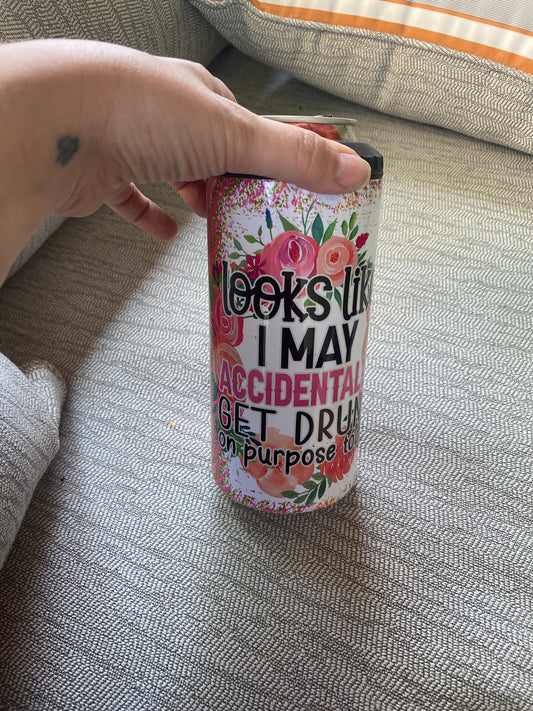 looks lik
I MAY
ACCIDENTAL
GET DRUN
on purpose to